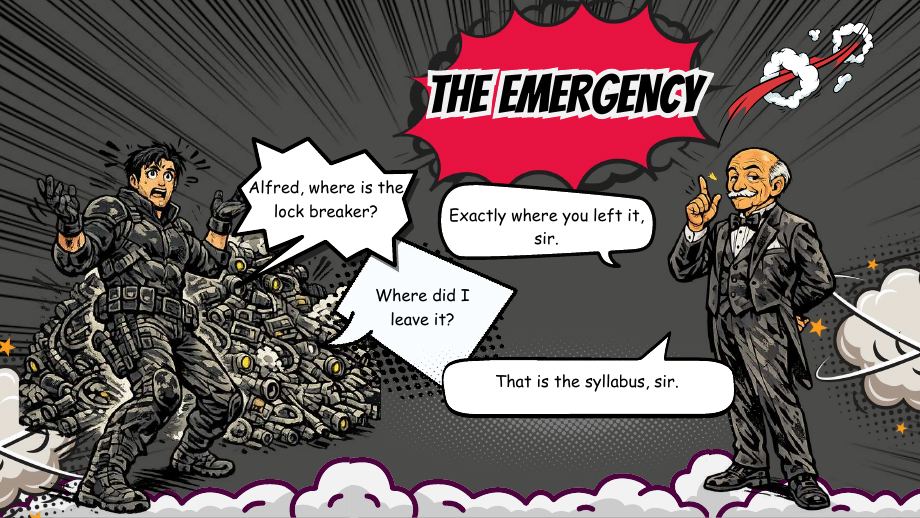 THE EMERGENCY
Alfred, where is the
lock breaker?
Exactly where you left it,
sir.
Where did I
leave it?
That is the syllabus, sir.